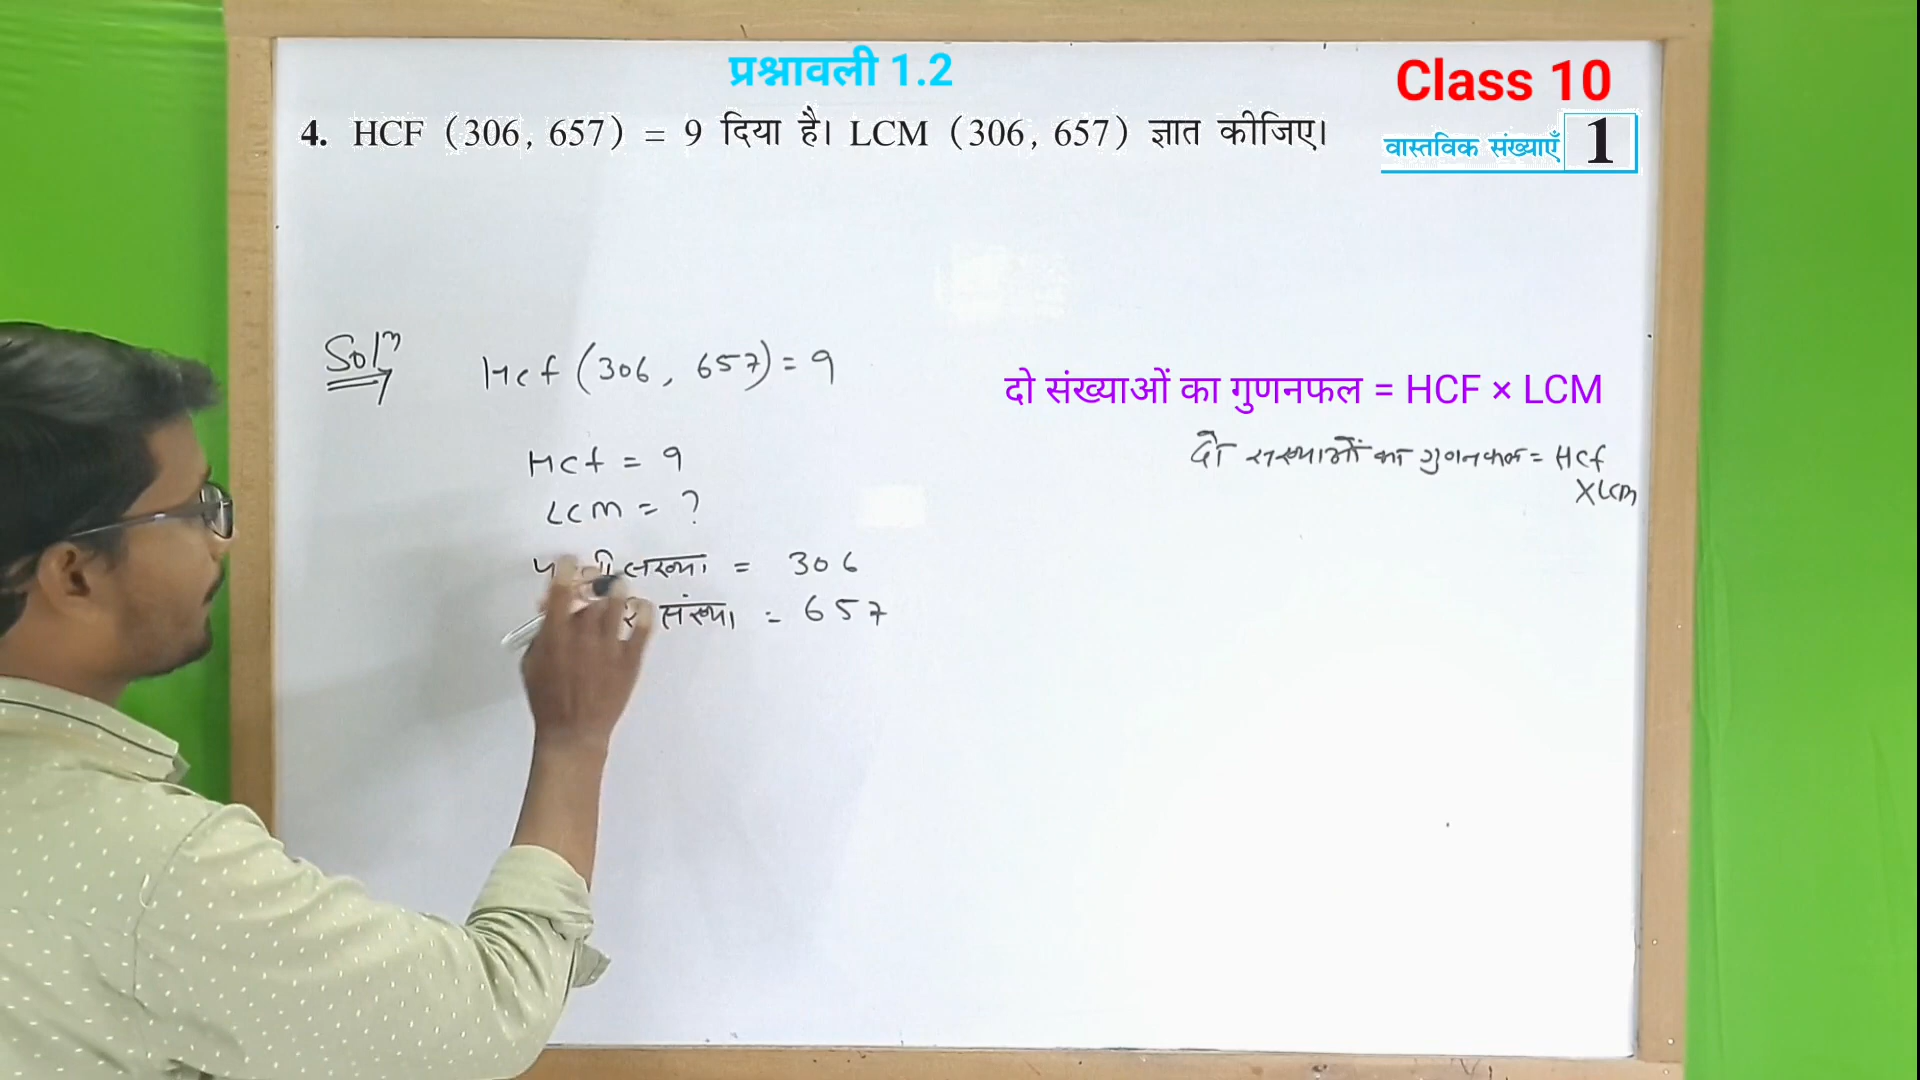 प्रश्नावली 1.2
Class 10
4. HCF (306, 657) = 9 दिया है। LCM (306, 657) ज्ञात कीजिए।
वास्तविक संख्याएँ 1
Solⁿ
Hcf (306, 657) = 9
दो संख्याओं का गुणनफल = HCF × LCM
दो संख्याओं का गुणनफल = Hcf
× Lcm
Hcf = 9
Lcm = ?
संख्या = 306
संख्या = 657